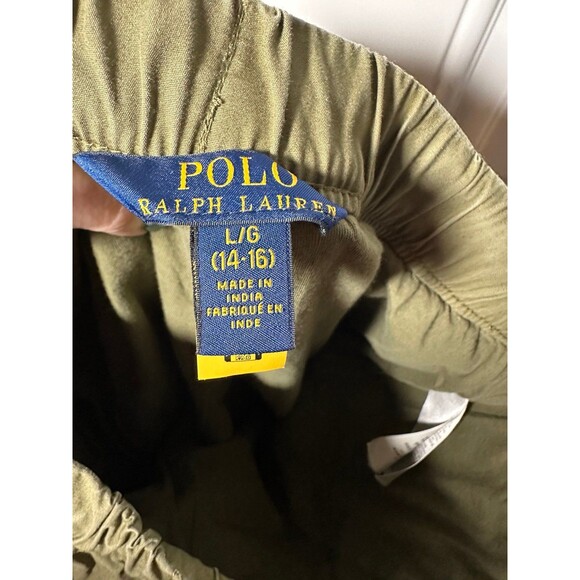 POLO
RALPH LAUREN
L/G
(14-16)
MADE IN
INDIA
FABRIQUÉ EN
INDE